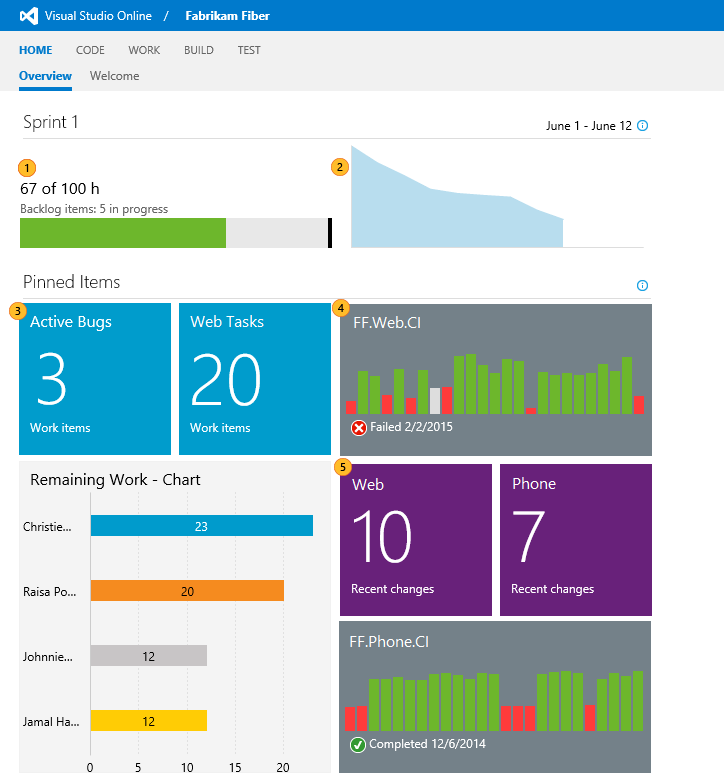 Visual Studio Online / Fabrikam Fiber
HOME CODE WORK BUILD TEST
Overview Welcome
Sprint 1
June 1 - June 12
1
2
67 of 100 h
Backlog items: 5 in progress
Pinned Items
3
Active Bugs
3
Work items
Web Tasks
20
Work items
4
FF.Web.CI
Failed 2/2/2015
Remaining Work - Chart
Christie... 23
Raisa Po... 20
Johnnie... 12
Jamal Ha... 12
0 5 10 15 20
5
Web
10
Recent changes
Phone
7
Recent changes
FF.Phone.CI
Completed 12/6/2014